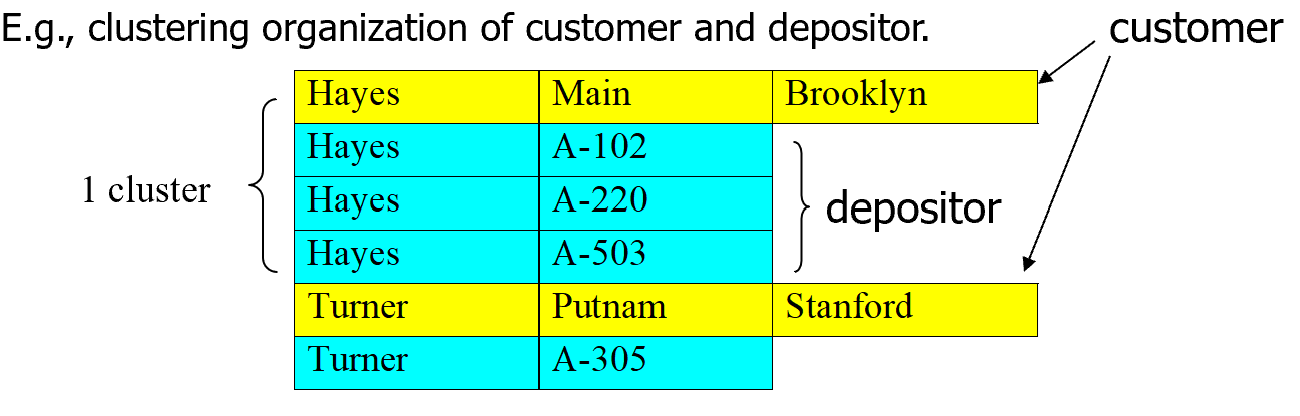 E.g., clustering organization of customer and depositor.
customer
Hayes Main Brooklyn
Hayes A-102
1 cluster
Hayes A-220
depositor
Hayes A-503
Turner Putnam Stanford
Turner A-305